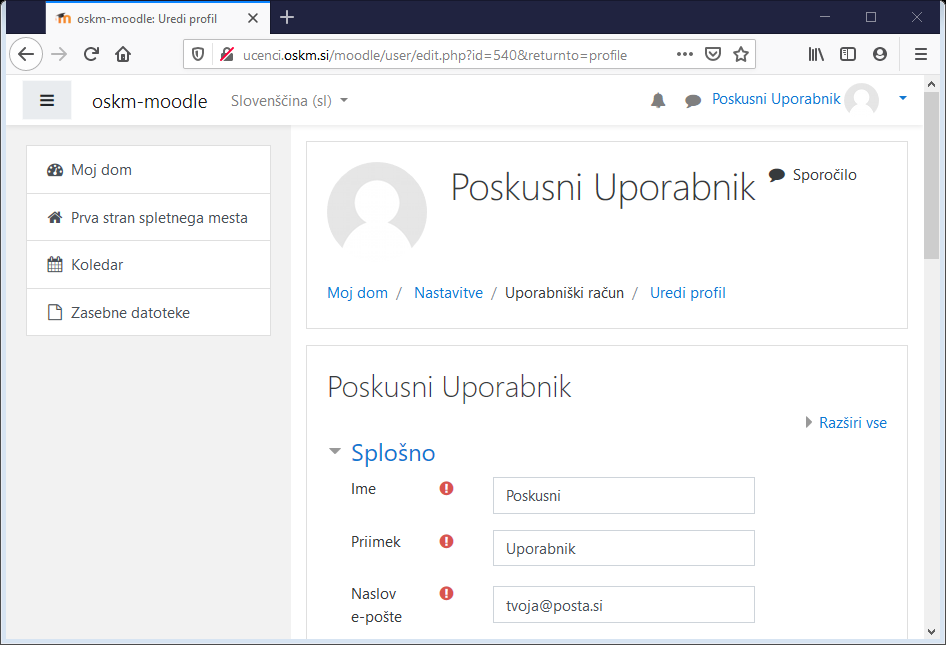 oskm-moodle: Uredi profil
ucenci.oskm.si/moodle/user/edit.php?id=540&returnto=profile
oskm-moodle Slovenščina (sl) Poskusni Uporabnik
Moj dom
Prva stran spletnega mesta
Koledar
Zasebne datoteke
Poskusni Uporabnik Sporočilo
Moj dom / Nastavitve / Uporabniški račun / Uredi profil
Poskusni Uporabnik
Razširi vse
Splošno
Ime Poskusni
Priimek Uporabnik
Naslov
e-pošte
tvoja@posta.si